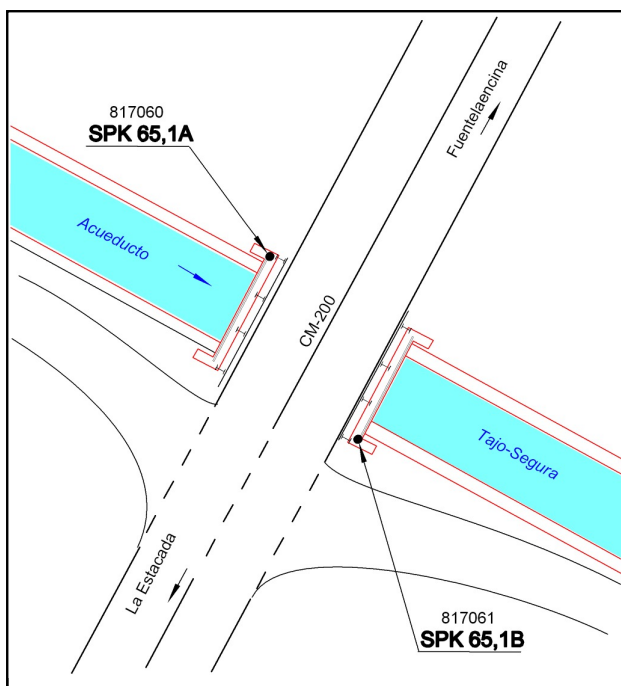 Fuentelaencina
817060
SPK 65,1A
Acueducto
CM-200
Tajo-Segura
La Estacada
817061
SPK 65,1B